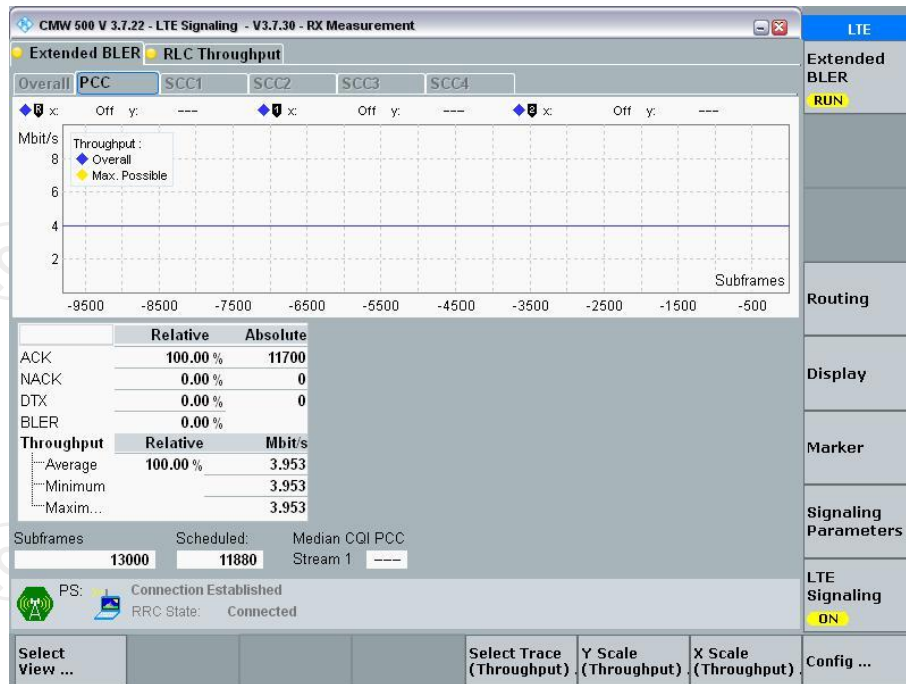 CMW 500 V 3.7.22 - LTE Signaling - V3.7.30 - RX Measurement
LTE
Extended BLER RLC Throughput
Extended BLER
RUN
Overall PCC SCC1 SCC2 SCC3 SCC4
x: Off y: --- x: Off y: --- x: Off y: ---
Mbit/s
Throughput :
Overall
Max. Possible
8
6
4
2
Subframes
-9500 -8500 -7500 -6500 -5500 -4500 -3500 -2500 -1500 -500
Routing
Relative Absolute
ACK 100.00 % 11700
NACK 0.00 % 0
DTX 0.00 % 0
BLER 0.00 %
Throughput Relative Mbit/s
Average 100.00 % 3.953
Minimum 3.953
Maxim... 3.953
Display
Marker
Signaling Parameters
Subframes Scheduled: Median CQI PCC
13000 11880 Stream 1 ---
PS: Connection Established
RRC State: Connected
LTE Signaling
ON
Select View ...
Select Trace (Throughput)
Y Scale (Throughput)
X Scale (Throughput)
Config ...